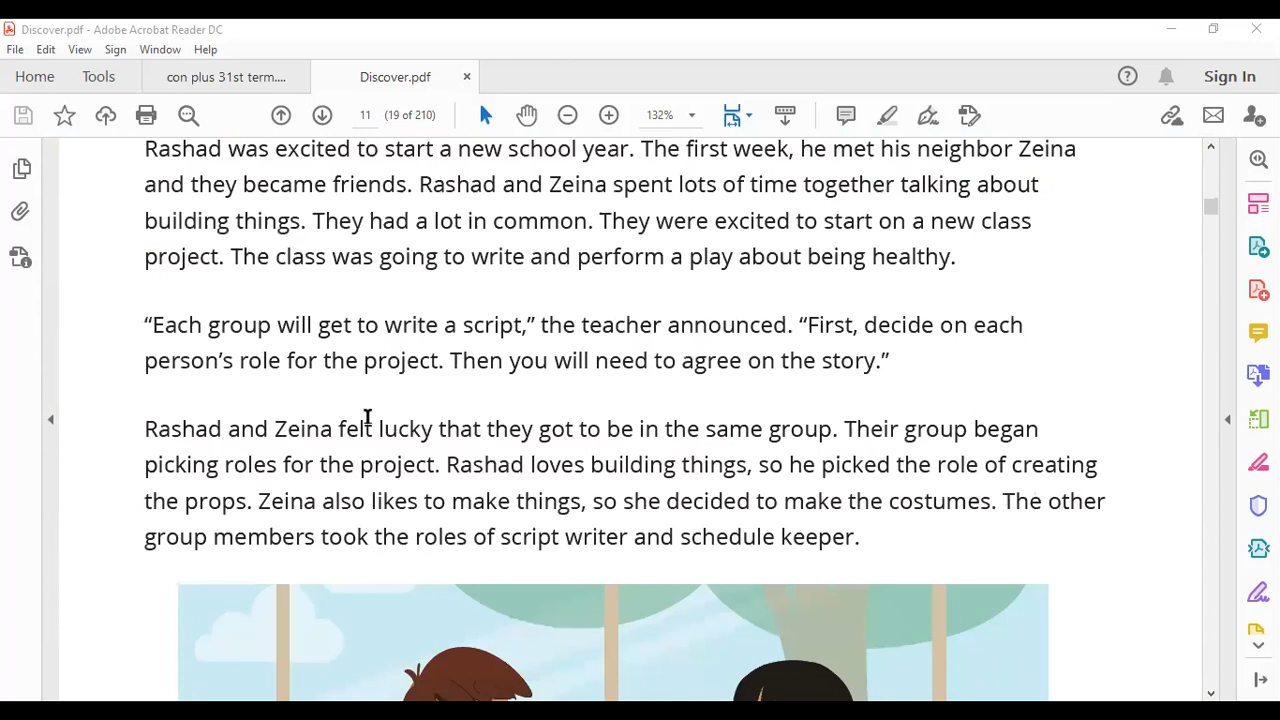 Discover.pdf - Adobe Acrobat Reader DC
File Edit View Sign Window Help
Home Tools con plus 31st term.... Discover.pdf × Sign In
11 (19 of 210) 132%
Rashad was excited to start a new school year. The first week, he met his neighbor Zeina
and they became friends. Rashad and Zeina spent lots of time together talking about
building things. They had a lot in common. They were excited to start on a new class
project. The class was going to write and perform a play about being healthy.
“Each group will get to write a script,” the teacher announced. “First, decide on each
person’s role for the project. Then you will need to agree on the story.”
Rashad and Zeina felt lucky that they got to be in the same group. Their group began
picking roles for the project. Rashad loves building things, so he picked the role of creating
the props. Zeina also likes to make things, so she decided to make the costumes. The other
group members took the roles of script writer and schedule keeper.